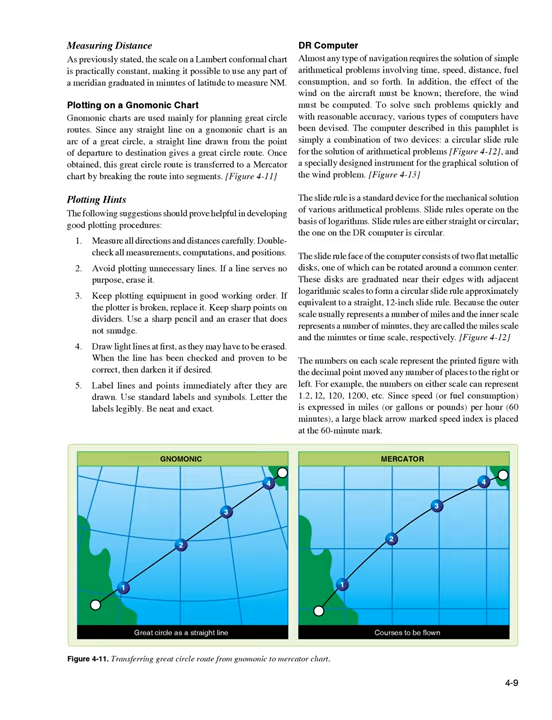 Measuring Distance
As previously stated, the scale on a Lambert conformal chart
is practically constant, making it possible to use any part of
a meridian graduated in minutes of latitude to measure NM.
Plotting on a Gnomonic Chart
Gnomonic charts are used mainly for planning great circle
routes. Since any straight line on a gnomonic chart is an
arc of a great circle, a straight line drawn from the point
of departure to destination gives a great circle route. Once
obtained, this great circle route is transferred to a Mercator
chart by breaking the route into segments. [Figure 4-11]
Plotting Hints
The following suggestions should prove helpful in developing
good plotting procedures:
1. Measure all directions and distances carefully. Double-
check all measurements, computations, and positions.
2. Avoid plotting unnecessary lines. If a line serves no
purpose, erase it.
3. Keep plotting equipment in good working order. If
the plotter is broken, replace it. Keep sharp points on
dividers. Use a sharp pencil and an eraser that does
not smudge.
4. Draw light lines at first, as they may have to be erased.
When the line has been checked and proven to be
correct, then darken it if desired.
5. Label lines and points immediately after they are
drawn. Use standard labels and symbols. Letter the
labels legibly. Be neat and exact.
DR Computer
Almost any type of navigation requires the solution of simple
arithmetical problems involving time, speed, distance, fuel
consumption, and so forth. In addition, the effect of the
wind on the aircraft must be known; therefore, the wind
must be computed. To solve such problems quickly and
with reasonable accuracy, various types of computers have
been devised. The computer described in this pamphlet is
simply a combination of two devices: a circular slide rule
for the solution of arithmetical problems [Figure 4-12], and
a specially designed instrument for the graphical solution of
the wind problem. [Figure 4-13]
The slide rule is a standard device for the mechanical solution
of various arithmetical problems. Slide rules operate on the
basis of logarithms. Slide rules are either straight or circular;
the one on the DR computer is circular.
The slide rule face of the computer consists of two flat metallic
disks, one of which can be rotated around a common center.
These disks are graduated near their edges with adjacent
logarithmic scales to form a circular slide rule approximately
equivalent to a straight, 12-inch slide rule. Because the outer
scale usually represents a number of miles and the inner scale
represents a number of minutes, they are called the miles scale
and the minutes or time scale, respectively. [Figure 4-12]
The numbers on each scale represent the printed figure with
the decimal point moved any number of places to the right or
left. For example, the numbers on either scale can represent
1.2, 12, 120, 1200, etc. Since speed (or fuel consumption)
is expressed in miles (or gallons or pounds) per hour (60
minutes), a large black arrow marked speed index is placed
at the 60-minute mark.
GNOMONIC
4
3
2
1
Great circle as a straight line
MERCATOR
4
3
2
1
Courses to be flown
Figure 4-11. Transferring great circle route from gnomonic to mercator chart.
4-9